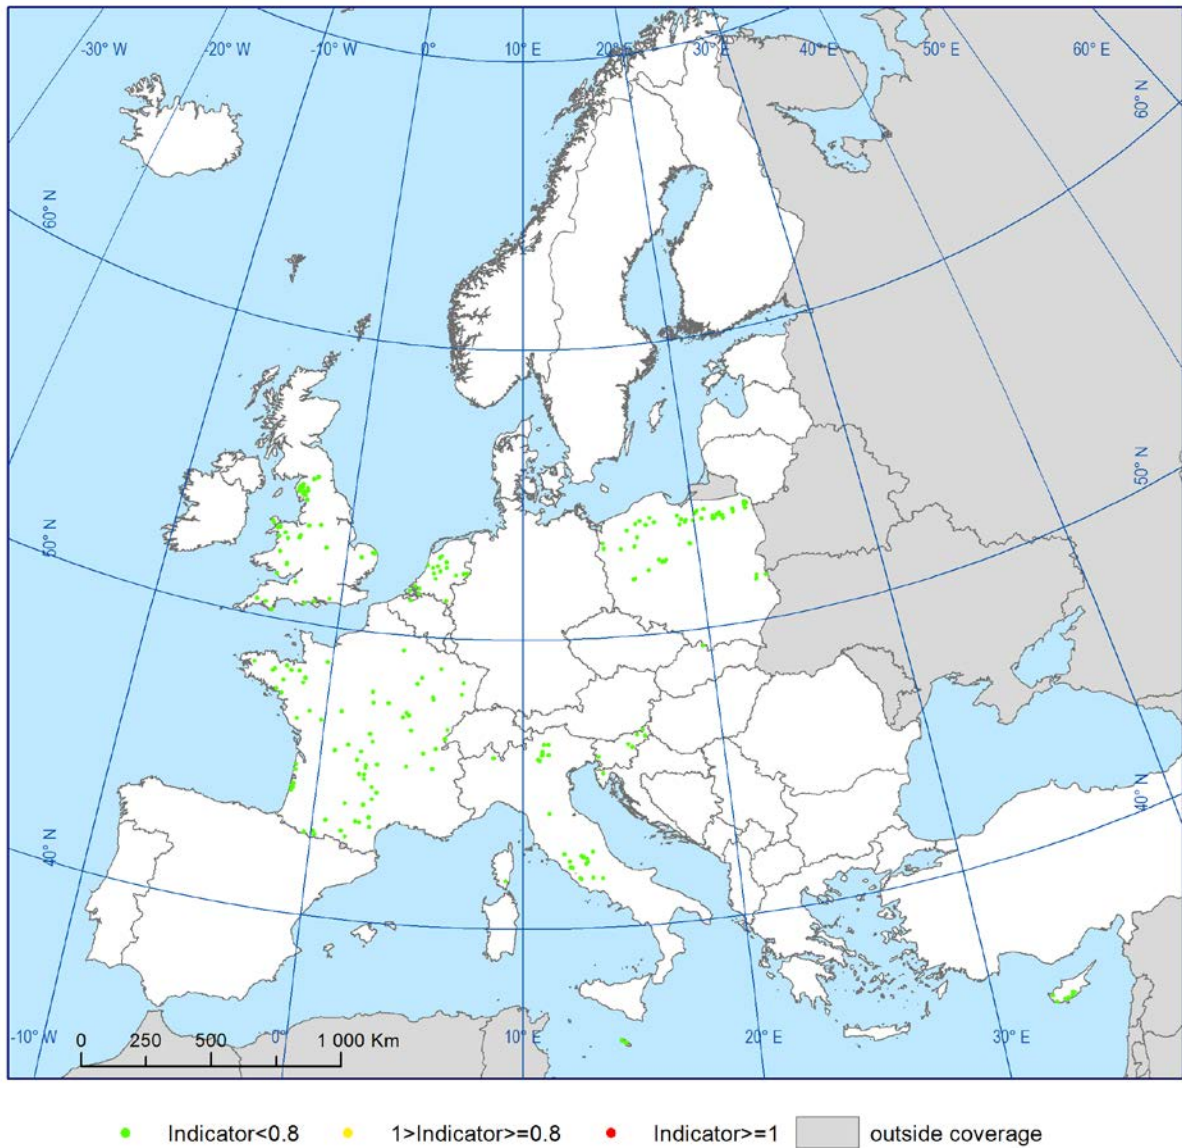 -30° W -20° W -10° W 0° 10° E 20° E 30° E 40° E 50° E 60° E
60° N
60° N
50° N
50° N
40° N
40° N
-10° W 0° 10° E 20° E 30° E
0 250 500 1 000 Km
Indicator<0.8 1>Indicator>=0.8 Indicator>=1 outside coverage